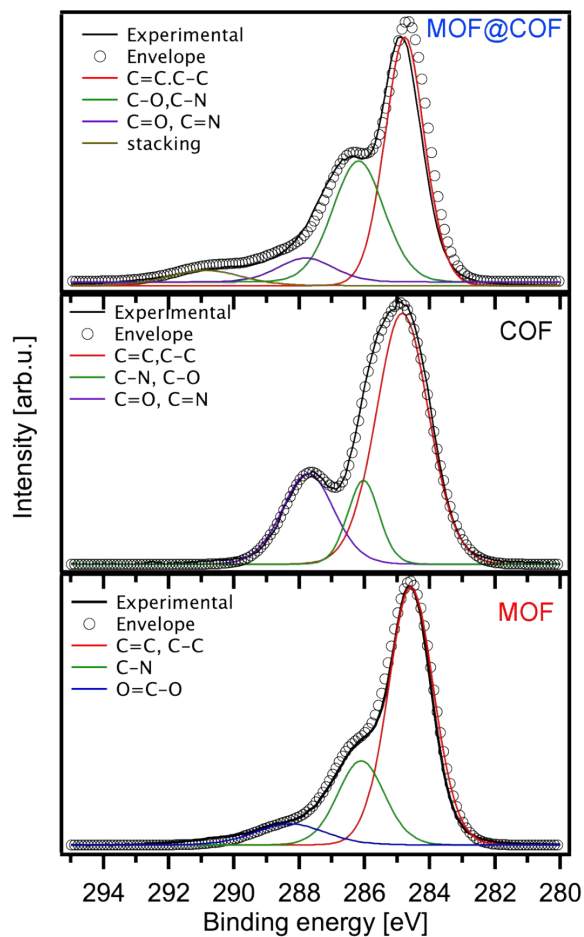 MOF@COF
Experimental
Envelope
C=C.C-C
C-O,C-N
C=O, C=N
stacking
COF
Experimental
Envelope
C=C,C-C
C-N, C-O
C=O, C=N
MOF
Experimental
Envelope
C=C, C-C
C-N
O=C-O
Intensity [arb.u.]
294 292 290 288 286 284 282 280
Binding energy [eV]